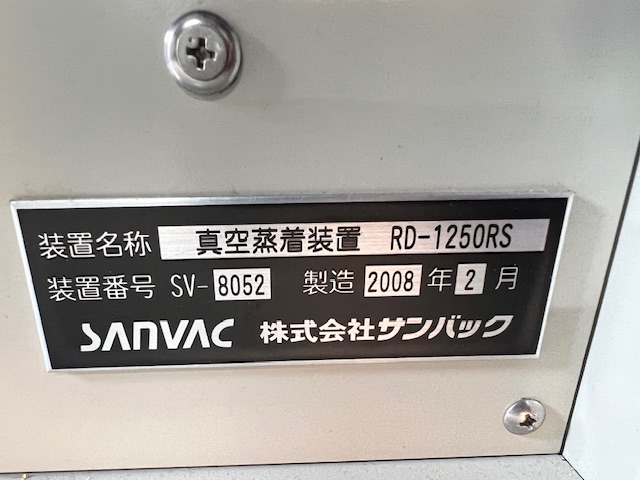 装置名称 真空蒸着装置 RD-1250RS
装置番号 SV-8052 製造 2008 年 2 月
SANVAC 株式会社サンバック